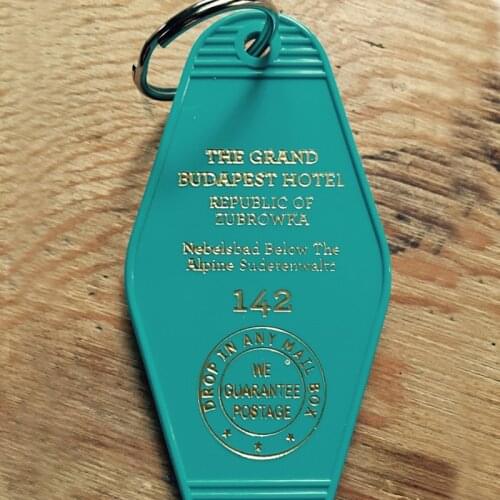 THE GRAND
BUDAPEST HOTEL
REPUBLIC OF
ZUBROWKA
Nebelsbad Below The
Alpine Suderenwaltz
142
DROP IN ANY MAIL BOX
WE
GUARANTEE
POSTAGE